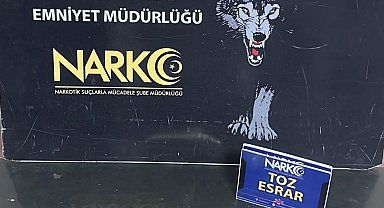 EMNİYET MÜDÜRLÜĞÜ
NARKO
NARKOTİK SUÇLARLA MÜCADELE ŞUBE MÜDÜRLÜĞÜ
NARKO
TOZ
ESRAR